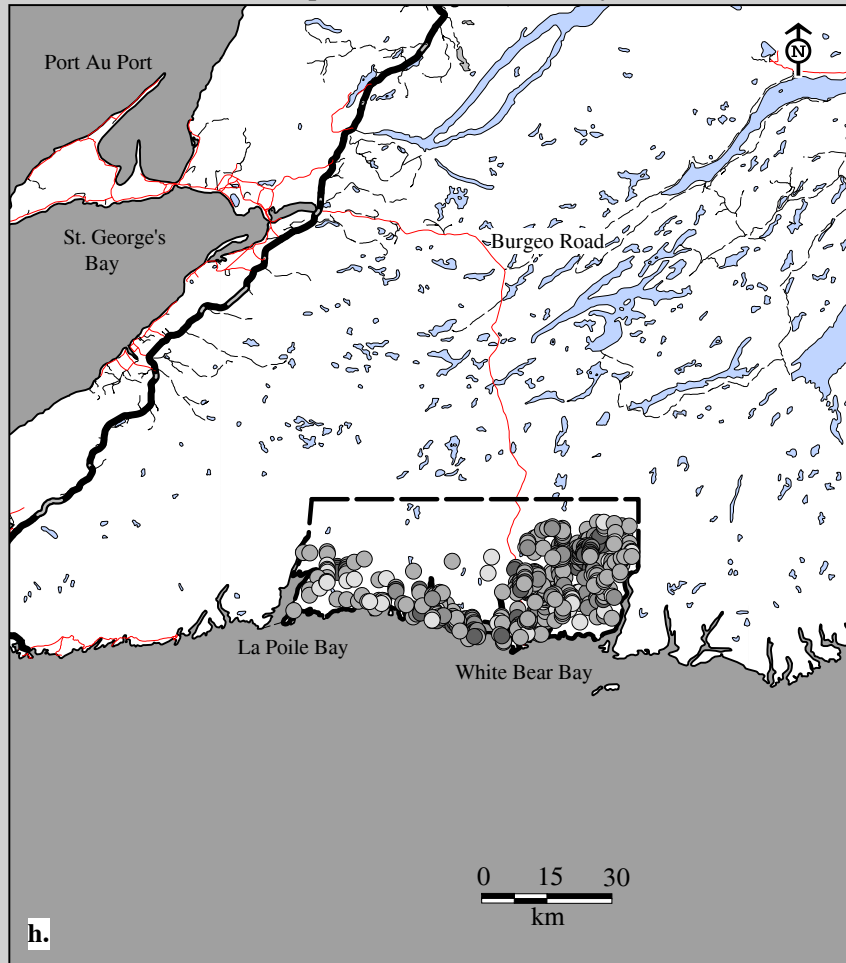 N
Port Au Port
St. George's
Bay
Burgeo Road
La Poile Bay
White Bear Bay
0 15 30
km
h.